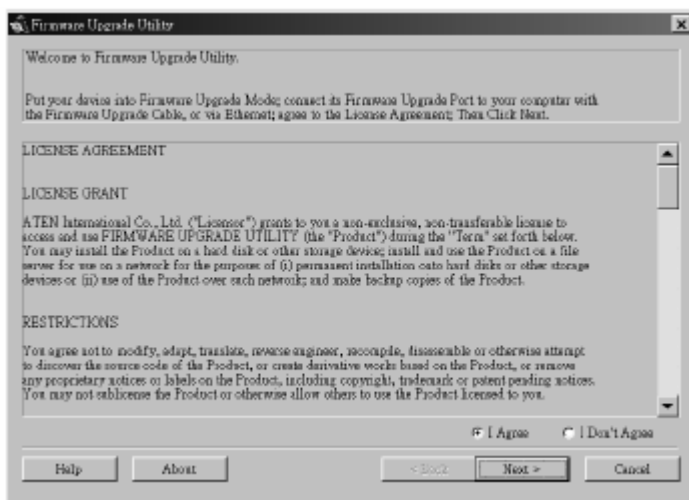 Firmware Upgrade Utility
Welcome to Firmware Upgrade Utility.
Put your device into Firmware Upgrade Mode; connect its Firmware Upgrade Port to your computer with
the Firmware Upgrade Cable, or via Ethernet; agree to the License Agreement; Then Click Next.
LICENSE AGREEMENT
LICENSE GRANT
ATEN International Co., Ltd. ("Licensor") grants to you a non-exclusive, non-transferable license to
access and use FIRMWARE UPGRADE UTILITY (the "Product") during the "Term" set forth below.
You may install the Product on a hard disk or other storage device; install and use the Product on a file
server for use on a network for the purposes of (i) permanent installation onto hard disks or other storage
devices or (ii) use of the Product over such network; and make backup copies of the Product.
RESTRICTIONS
You agree not to modify, adapt, translate, reverse engineer, recompile, disassemble or otherwise attempt
to discover the source code of the Product, or create derivative works based on the Product, or remove
any proprietary notices or labels on the Product, including copyright, trademark or patent pending notices.
You may not sublicense the Product or otherwise allow others to use the Product licensed to you.
I Agree I Don't Agree
Help About < Back Next > Cancel